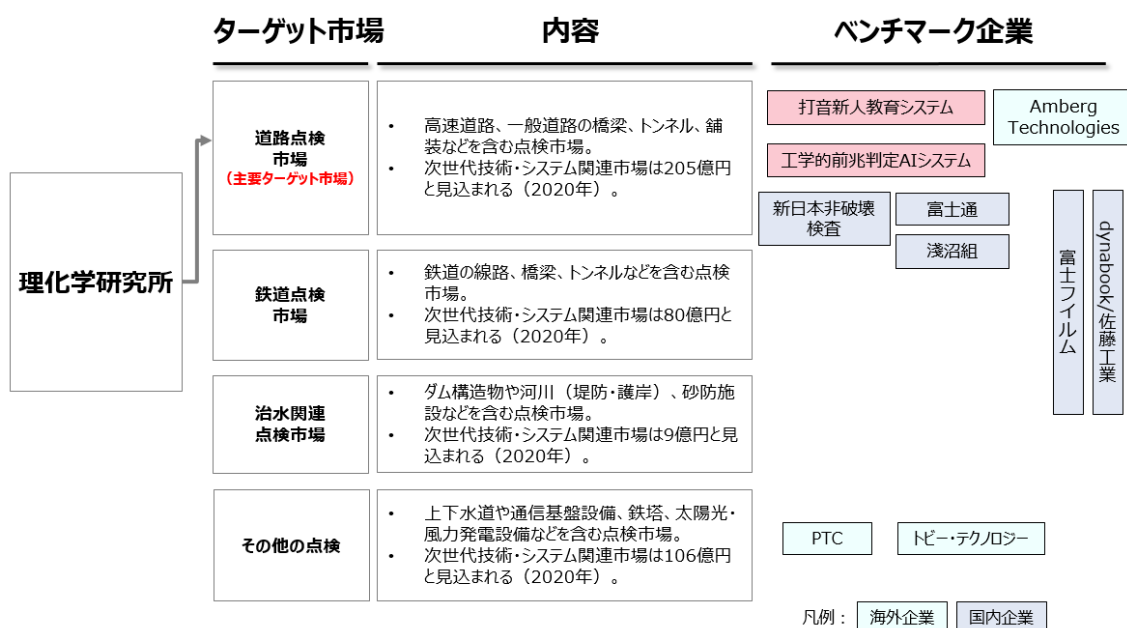 ターゲット市場
内容
ベンチマーク企業
理化学研究所
道路点検
市場
(主要ターゲット市場)
• 高速道路、一般道路の橋梁、トンネル、舗
装などを含む点検市場。
• 次世代技術・システム関連市場は205億円
と見込まれる（2020年）。
打音新人教育システム
工学的前兆判定AIシステム
Amberg
Technologies
新日本非破壊
検査
富士通
淺沼組
富士フイルム
dynabook/佐藤工業
鉄道点検
市場
• 鉄道の線路、橋梁、トンネルなどを含む点検
市場。
• 次世代技術・システム関連市場は80億円と
見込まれる（2020年）。
治水関連
点検市場
• ダム構造物や河川（堤防・護岸）、砂防施
設などを含む点検市場。
• 次世代技術・システム関連市場は9億円と見
込まれる（2020年）。
その他の点検
• 上下水道や通信基盤設備、鉄塔、太陽光・
風力発電設備などを含む点検市場。
• 次世代技術・システム関連市場は106億円
と見込まれる（2020年）。
PTC
トビー・テクノロジー
凡例：
海外企業
国内企業